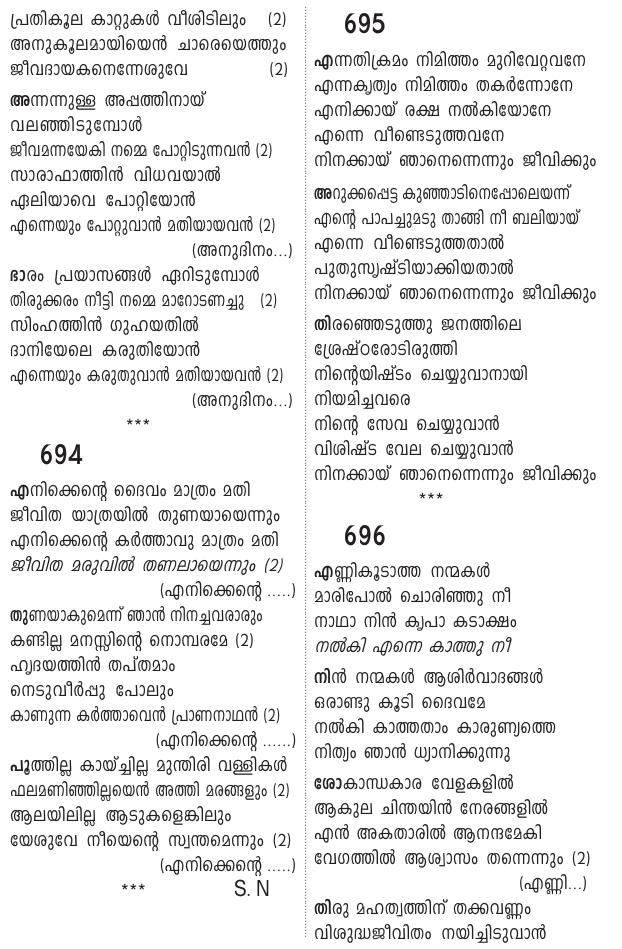 പ്രതികൂല കാറ്റുകൾ വീശിടിലും (2)
അനുകൂലമായിയെൻ ചാരെയെത്തും
ജീവദായകനെന്നേശുവേ (2)
അന്നന്നുള്ള അപ്പത്തിനായ്
വലഞ്ഞിടുമ്പോൾ
ജീവമന്നയേകി നമ്മെ പോറ്റിടുന്നവൻ (2)
സാരാഫാത്തിൻ വിധവയാൽ
ഏലിയാവെ പോറ്റിയോൻ
എന്നെയും പോറ്റുവാൻ മതിയായവൻ (2)
(അനുദിനം...)
ഭാരം പ്രയാസങ്ങൾ ഏറിടുമ്പോൾ
തിരുക്കരം നീട്ടി നമ്മെ മാറോടണച്ചു (2)
സിംഹത്തിൻ ഗുഹയതിൽ
ദാനിയേലെ കരുതിയോൻ
എന്നെയും കരുതുവാൻ മതിയായവൻ (2)
(അനുദിനം...)
***
694
എനിക്കെന്റെ ദൈവം മാത്രം മതി
ജീവിത യാത്രയിൽ തുണയായെന്നും
എനിക്കെന്റെ കർത്താവു മാത്രം മതി
ജീവിത മരുവിൽ തണലായെന്നും (2)
(എനിക്കെന്റെ .....)
തുണയാകുമെന്ന് ഞാൻ നിനച്ചവരാരും
കണ്ടില്ല മനസ്സിന്റെ നൊമ്പരമേ (2)
ഹൃദയത്തിൻ തപ്തമാം
നെടുവീർപ്പു പോലും
കാണുന്ന കർത്താവെൻ പ്രാണനാഥൻ (2)
(എനിക്കെന്റെ ......)
പൂത്തില്ല കായ്ച്ചില്ല മുന്തിരി വള്ളികൾ
ഫലമണിഞ്ഞില്ലയെൻ അത്തി മരങ്ങളും (2)
ആലയിലില്ല ആടുകളെങ്കിലും
യേശുവേ നീയെന്റെ സ്വന്തമെന്നും (2)
(എനിക്കെന്റെ .....)
*** S. N
695
എന്നതിക്രമം നിമിത്തം മുറിവേറ്റവനേ
എന്നകൃത്യം നിമിത്തം തകർന്നോനേ
എനിക്കായ് രക്ഷ നൽകിയോനേ
എന്നെ വീണ്ടെടുത്തവനേ
നിനക്കായ് ഞാനെന്നെന്നും ജീവിക്കും
അറുക്കപ്പെട്ട കുഞ്ഞാടിനെപ്പോലെയന്ന്
എന്റെ പാപച്ചുമടു താങ്ങി നീ ബലിയായ്
എന്നെ വീണ്ടെടുത്തതാൽ
പുതുസൃഷ്ടിയാക്കിയതാൽ
നിനക്കായ് ഞാനെന്നെന്നും ജീവിക്കും
തിരഞ്ഞെടുത്തു ജനത്തിലെ
ശ്രേഷ്ഠരോടിരുത്തി
നിന്റെയിഷ്ടം ചെയ്യുവാനായി
നിയമിച്ചവരെ
നിന്റെ സേവ ചെയ്യുവാൻ
വിശിഷ്ട വേല ചെയ്യുവാൻ
നിനക്കായ് ഞാനെന്നെന്നും ജീവിക്കും
***
696
എണ്ണികൂടാത്ത നന്മകൾ
മാരിപോൽ ചൊരിഞ്ഞു നീ
നാഥാ നിൻ കൃപാ കടാക്ഷം
നൽകി എന്നെ കാത്തു നീ
നിൻ നന്മകൾ ആശിർവാദങ്ങൾ
ഒരാണ്ടു കൂടി ദൈവമേ
നൽകി കാത്തതാം കാരുണ്യത്തെ
നിത്യം ഞാൻ ധ്യാനിക്കുന്നു
ശോകാന്ധകാര വേളകളിൽ
ആകുല ചിന്തയിൻ നേരങ്ങളിൽ
എൻ അകതാരിൽ ആനന്ദമേകി
വേഗത്തിൽ ആശ്വാസം തന്നെന്നും (2)
(എണ്ണി...)
തിരു മഹത്വത്തിന് തക്കവണ്ണം
വിശുദ്ധജീവിതം നയിച്ചിടുവാൻ